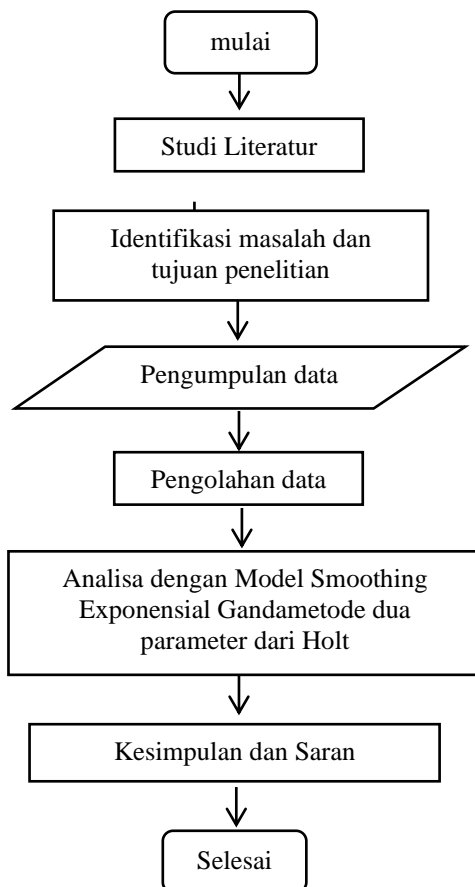 mulai
Studi Literatur
Identifikasi masalah dan
tujuan penelitian
Pengumpulan data
Pengolahan data
Analisa dengan Model Smoothing
Exponensial Gandametode dua
parameter dari Holt
Kesimpulan dan Saran
Selesai